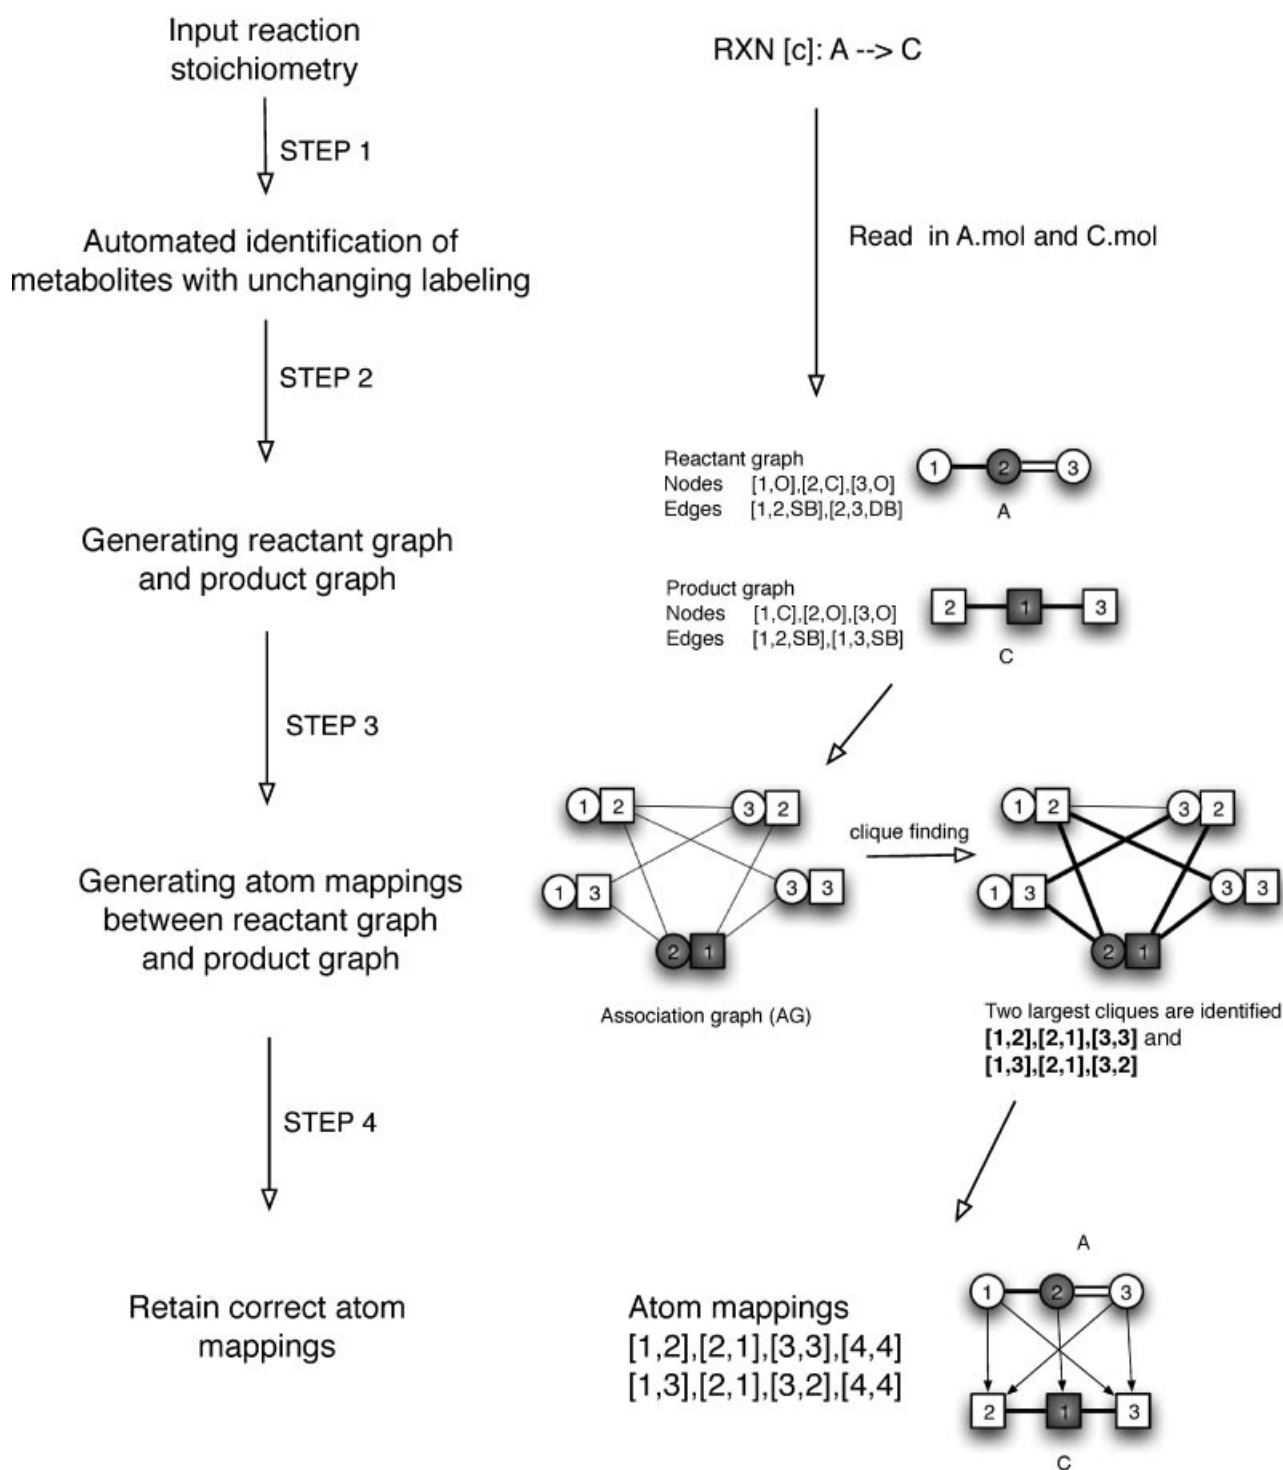 Input reaction
stoichiometry
STEP 1
Automated identification of
metabolites with unchanging labeling
STEP 2
Generating reactant graph
and product graph
STEP 3
Generating atom mappings
between reactant graph
and product graph
STEP 4
Retain correct atom
mappings
RXN [c]: A --> C
Read in A.mol and C.mol
Reactant graph
Nodes [1,O],[2,C],[3,O]
Edges [1,2,SB],[2,3,DB]
1 2 3
A
Product graph
Nodes [1,C],[2,O],[3,O]
Edges [1,2,SB],[1,3,SB]
2 1 3
C
1 2 3 2
1 3 3 3
2 1
Association graph (AG)
clique finding
1 2 3 2
1 3 3 3
2 1
Two largest cliques are identified
[1,2],[2,1],[3,3] and
[1,3],[2,1],[3,2]
Atom mappings
[1,2],[2,1],[3,3],[4,4]
[1,3],[2,1],[3,2],[4,4]
A
1 2 3
2 1 3
C